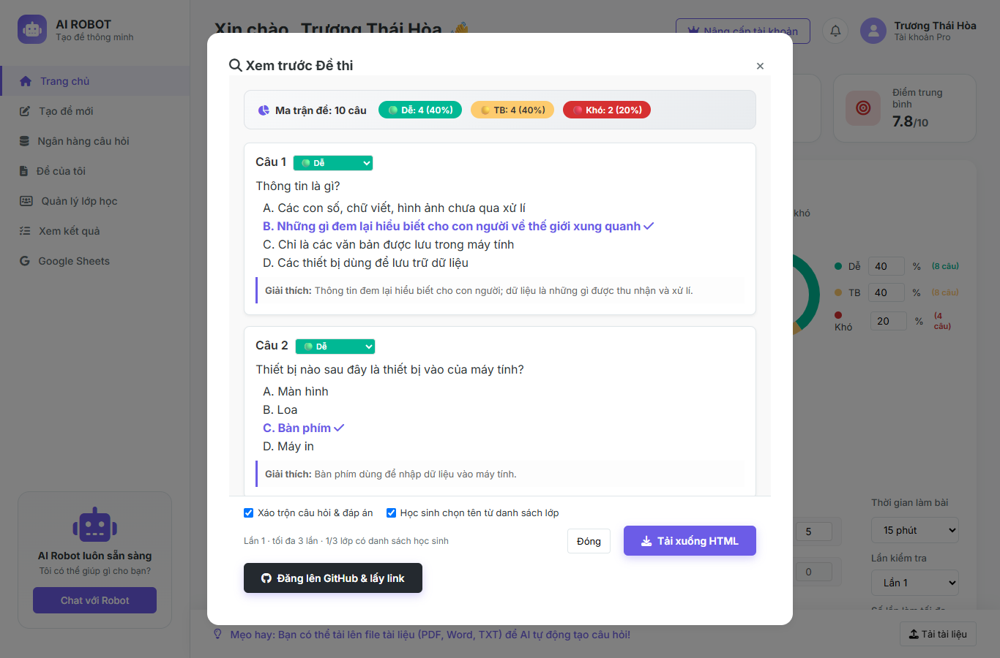 AI ROBOT
Tạo đề thông minh
Trang chủ
Tạo đề mới
Ngân hàng câu hỏi
Đề của tôi
Quản lý lớp học
Xem kết quả
Google Sheets
AI Robot luôn sẵn sàng
Tôi có thể giúp gì cho bạn?
Chat với Robot
Xin chào, Trương Thái Hòa 👋
Nâng cấp tài khoản
Trương Thái Hòa
Tài khoản Pro
Điểm trung
bình
7.8/10
khó
Dễ 40 % (8 câu)
TB 40 % (8 câu)
Khó 20 % (4 câu)
Thời gian làm bài
5
15 phút
Lần kiểm tra
0
Lần 1
Số lần làm tối đa
Mẹo hay: Bạn có thể tải lên file tài liệu (PDF, Word, TXT) để AI tự động tạo câu hỏi!
Tải tài liệu
Xem trước Đề thi
×
Ma trận đề: 10 câu
Dễ: 4 (40%)
TB: 4 (40%)
Khó: 2 (20%)
Câu 1 Dễ
Thông tin là gì?
A. Các con số, chữ viết, hình ảnh chưa qua xử lí
B. Những gì đem lại hiểu biết cho con người về thế giới xung quanh ✓
C. Chỉ là các văn bản được lưu trong máy tính
D. Các thiết bị dùng để lưu trữ dữ liệu
Giải thích: Thông tin đem lại hiểu biết cho con người; dữ liệu là những gì được thu nhận và xử lí.
Câu 2 Dễ
Thiết bị nào sau đây là thiết bị vào của máy tính?
A. Màn hình
B. Loa
C. Bàn phím ✓
D. Máy in
Giải thích: Bàn phím dùng để nhập dữ liệu vào máy tính.
Xáo trộn câu hỏi & đáp án
Học sinh chọn tên từ danh sách lớp
Lần 1 · tối đa 3 lần · 1/3 lớp có danh sách học sinh
Đóng
Tải xuống HTML
Đăng lên GitHub & lấy link